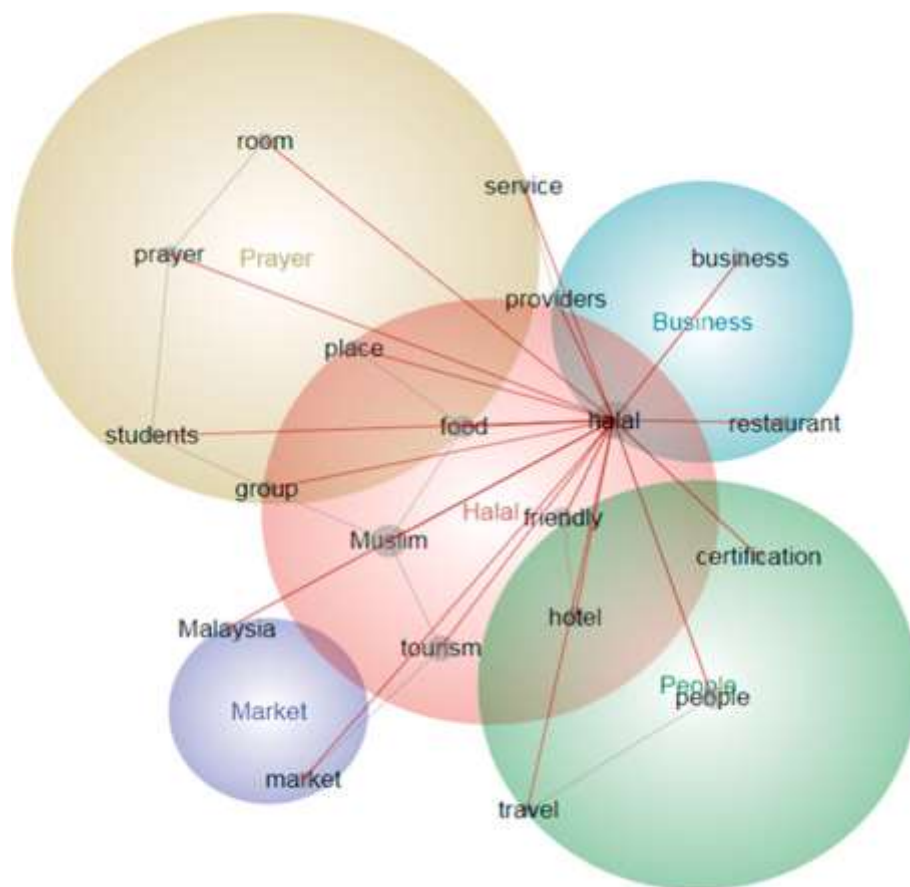 room
service
prayer
Prayer
business
providers
Business
place
halal
restaurant
students
food
group
Halal
friendly
Muslim
certification
hotel
Malaysia
tourism
People
people
Market
market
travel